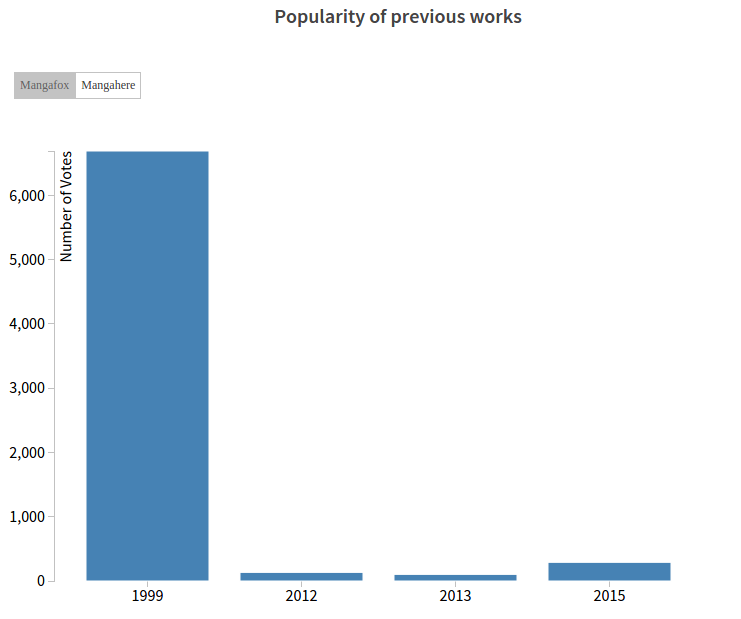 Popularity of previous works
Mangafox Mangahere
Number of Votes
6,000
5,000
4,000
3,000
2,000
1,000
0
1999 2012 2013 2015